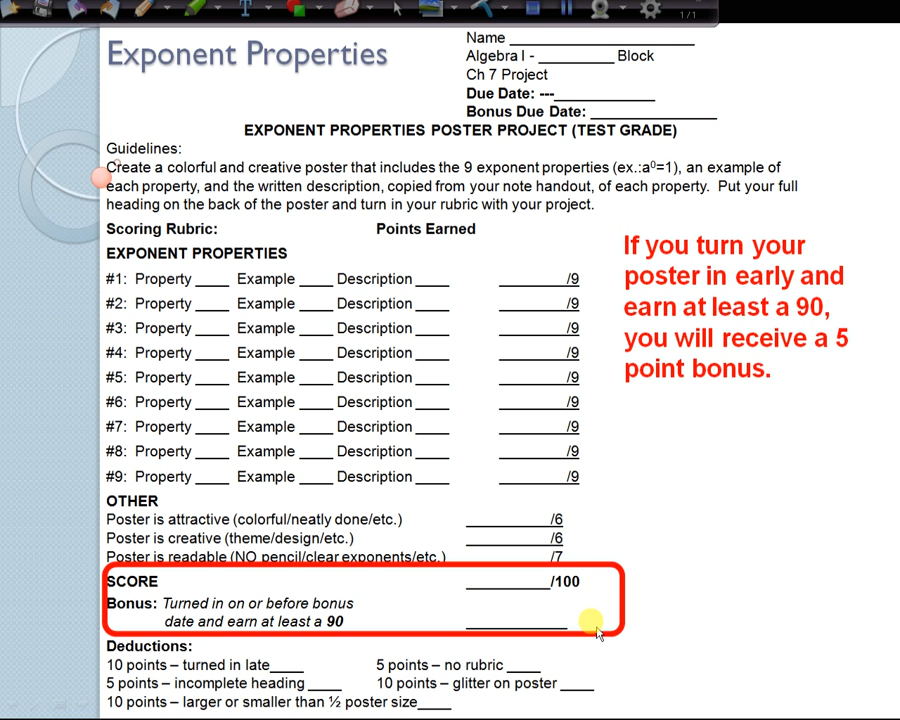 1/1
Exponent Properties
Name _______________________
Algebra I - __________ Block
Ch 7 Project
Due Date: ---_____________
Bonus Due Date: ________________
EXPONENT PROPERTIES POSTER PROJECT (TEST GRADE)
Guidelines:
Create a colorful and creative poster that includes the 9 exponent properties (ex.:a⁰=1), an example of
each property, and the written description, copied from your note handout, of each property. Put your full
heading on the back of the poster and turn in your rubric with your project.
Scoring Rubric: Points Earned
EXPONENT PROPERTIES
#1: Property ____ Example ____ Description ____ ________/9
#2: Property ____ Example ____ Description ____ ________/9
#3: Property ____ Example ____ Description ____ ________/9
#4: Property ____ Example ____ Description ____ ________/9
#5: Property ____ Example ____ Description ____ ________/9
#6: Property ____ Example ____ Description ____ ________/9
#7: Property ____ Example ____ Description ____ ________/9
#8: Property ____ Example ____ Description ____ ________/9
#9: Property ____ Example ____ Description ____ ________/9
If you turn your
poster in early and
earn at least a 90,
you will receive a 5
point bonus.
OTHER
Poster is attractive (colorful/neatly done/etc.) __________/6
Poster is creative (theme/design/etc.) __________/6
Poster is readable (NO pencil/clear exponents/etc.) __________/7
SCORE __________/100
Bonus: Turned in on or before bonus
date and earn at least a 90 ____________
Deductions:
10 points – turned in late____ 5 points – no rubric ____
5 points – incomplete heading ____ 10 points – glitter on poster ____
10 points – larger or smaller than ½ poster size____